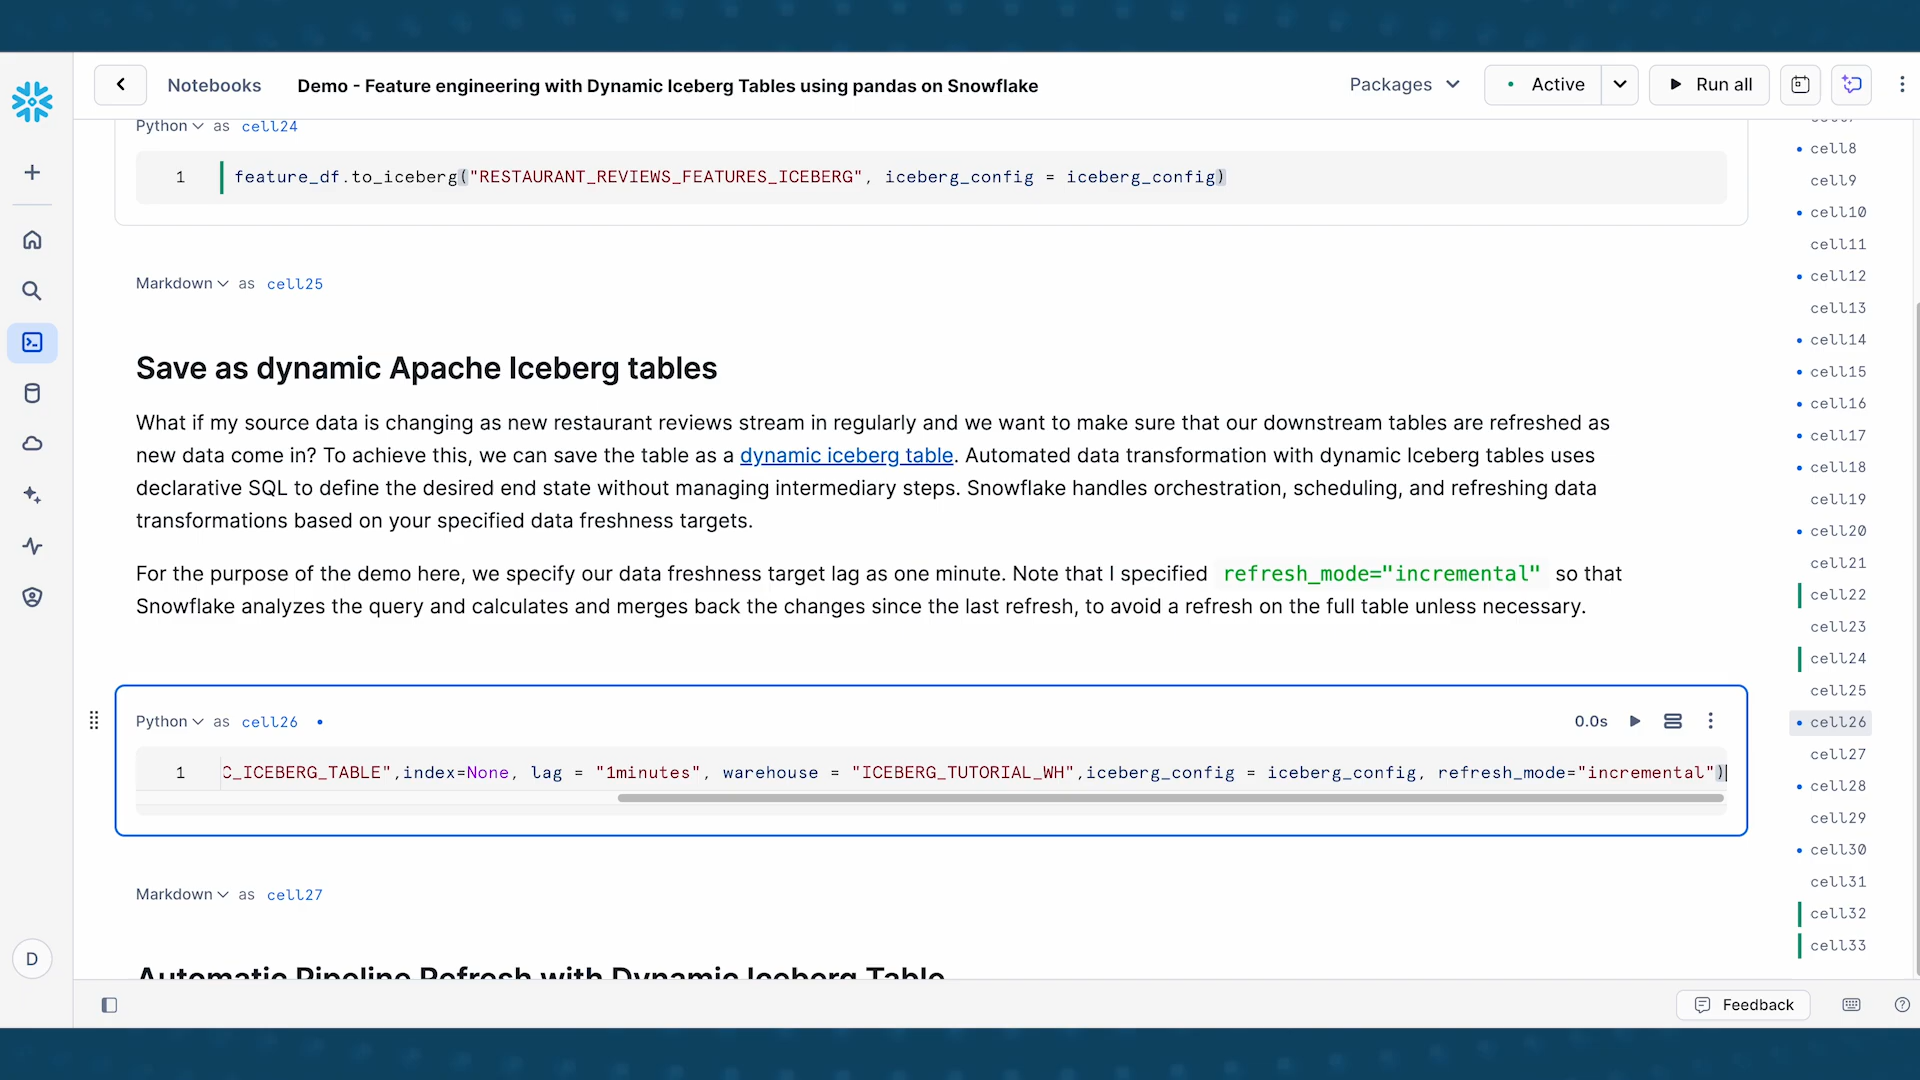 Notebooks
Demo - Feature engineering with Dynamic Iceberg Tables using pandas on Snowflake
Packages
Active
Run all
Python as cell24
1 feature_df.to_iceberg("RESTAURANT_REVIEWS_FEATURES_ICEBERG", iceberg_config = iceberg_config)
Markdown as cell25
Save as dynamic Apache Iceberg tables
What if my source data is changing as new restaurant reviews stream in regularly and we want to make sure that our downstream tables are refreshed as
new data come in? To achieve this, we can save the table as a dynamic iceberg table. Automated data transformation with dynamic Iceberg tables uses
declarative SQL to define the desired end state without managing intermediary steps. Snowflake handles orchestration, scheduling, and refreshing data
transformations based on your specified data freshness targets.
For the purpose of the demo here, we specify our data freshness target lag as one minute. Note that I specified refresh_mode="incremental" so that
Snowflake analyzes the query and calculates and merges back the changes since the last refresh, to avoid a refresh on the full table unless necessary.
Python as cell26
0.0s
1 C_ICEBERG_TABLE",index=None, lag = "1minutes", warehouse = "ICEBERG_TUTORIAL_WH",iceberg_config = iceberg_config, refresh_mode="incremental")
Markdown as cell27
Automatic Pipeline Refresh with Dynamic Iceberg Table
cell8
cell9
cell10
cell11
cell12
cell13
cell14
cell15
cell16
cell17
cell18
cell19
cell20
cell21
cell22
cell23
cell24
cell25
cell26
cell27
cell28
cell29
cell30
cell31
cell32
cell33
D
Feedback